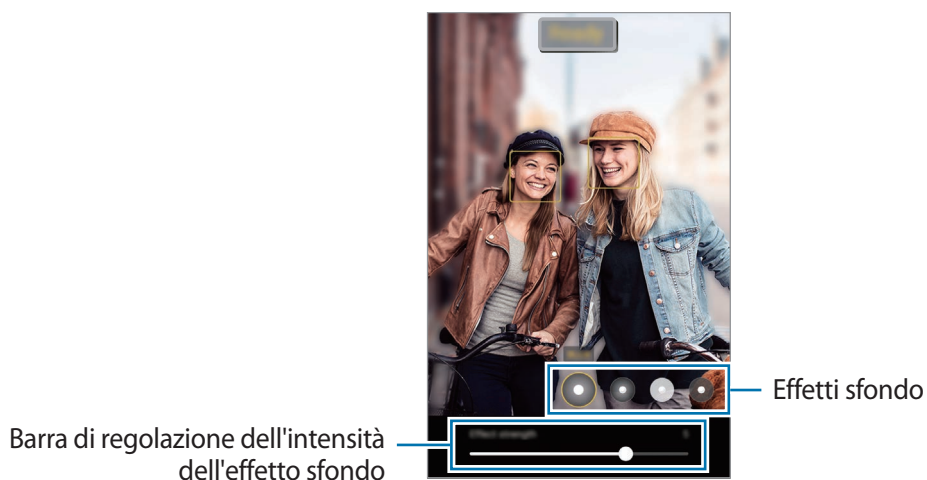 Effetti sfondo
Barra di regolazione dell'intensità
dell'effetto sfondo